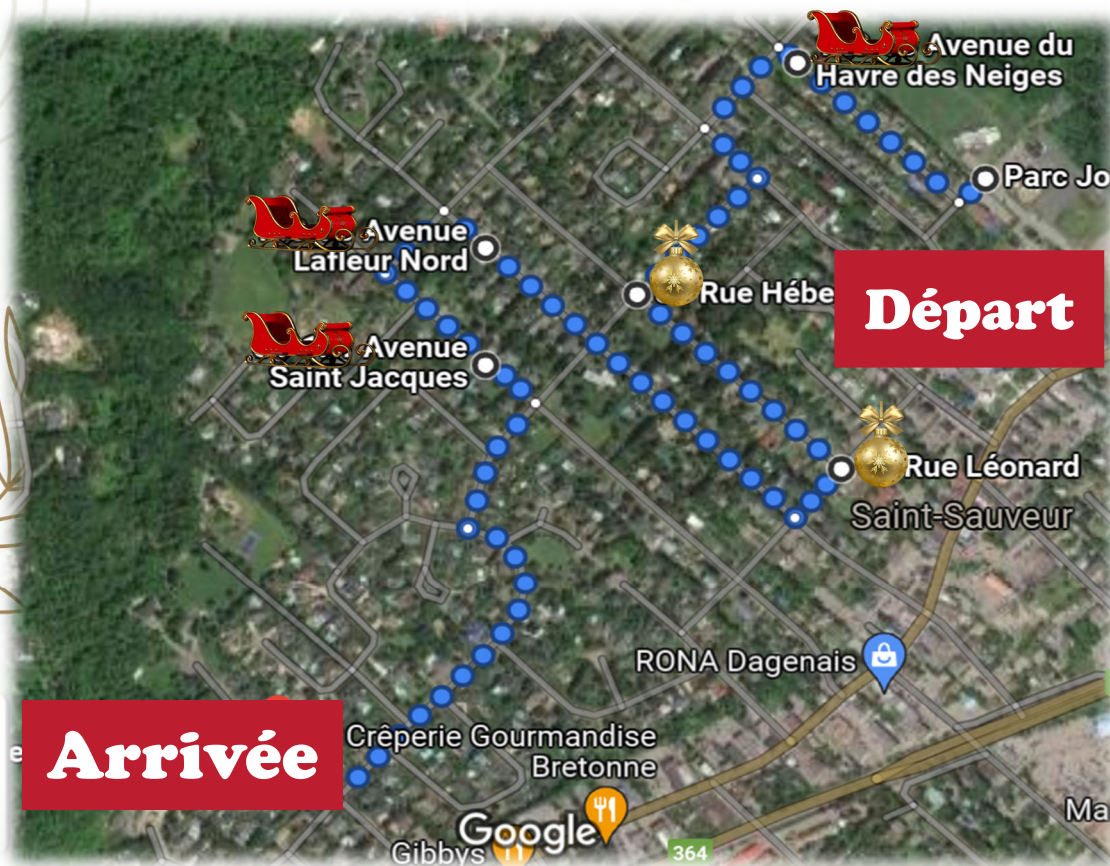 Avenue du
Havre des Neiges
Parc Jo
Avenue
Lafleur Nord
Rue Hébe
Départ
Avenue
Saint Jacques
Rue Léonard
Saint-Sauveur
RONA Dagenais
Arrivée
Crêperie Gourmandise
Bretonne
e
Ma
Google
Gibbys
364